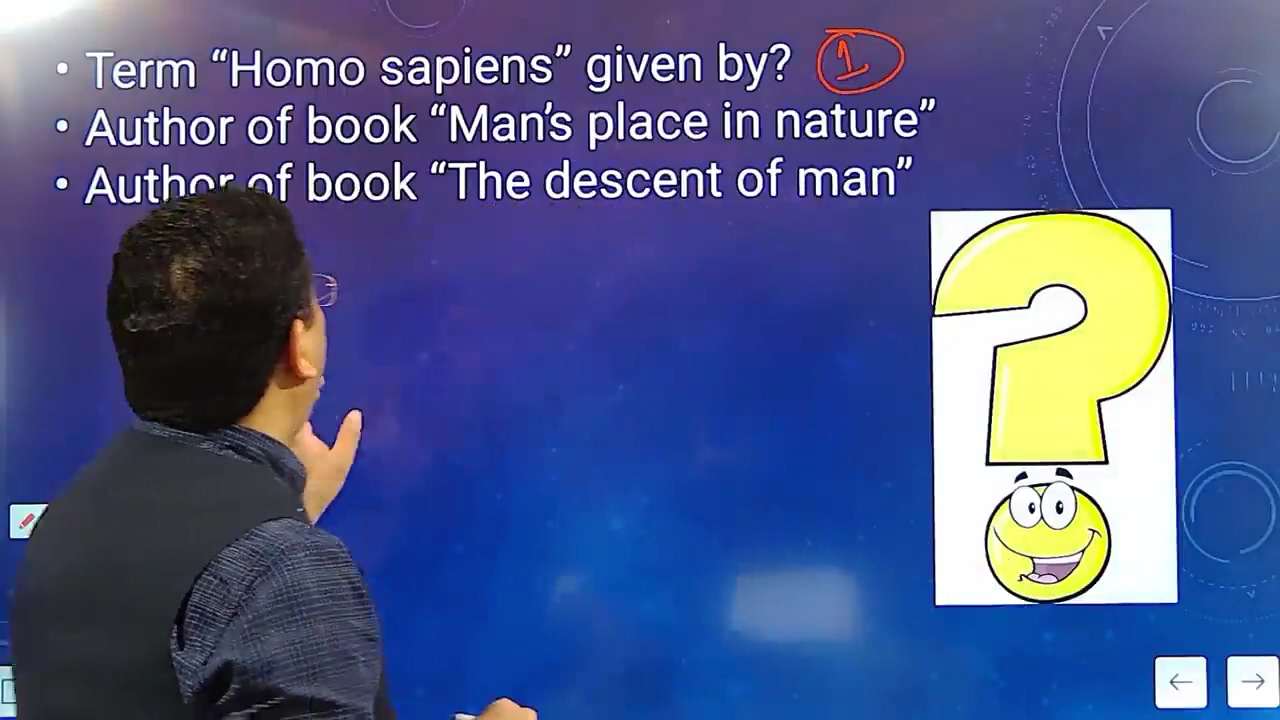 • Term “Homo sapiens” given by? 1
• Author of book “Man’s place in nature”
• Author of book “The descent of man”